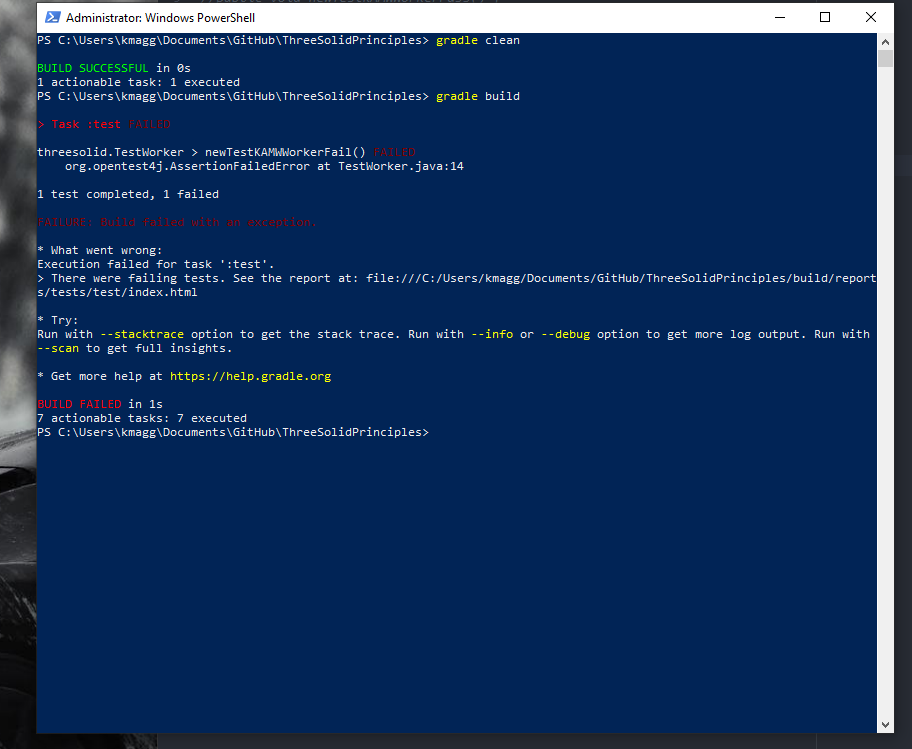 Administrator: Windows PowerShell
PS C:\Users\kmagg\Documents\GitHub\ThreeSolidPrinciples> gradle clean
BUILD SUCCESSFUL in 0s
1 actionable task: 1 executed
PS C:\Users\kmagg\Documents\GitHub\ThreeSolidPrinciples> gradle build
> Task :test FAILED
threesolid.TestWorker > newTestKAMWWorkerFail() FAILED
org.opentest4j.AssertionFailedError at TestWorker.java:14
1 test completed, 1 failed
FAILURE: Build failed with an exception.
* What went wrong:
Execution failed for task ':test'.
> There were failing tests. See the report at: file:///C:/Users/kmagg/Documents/GitHub/ThreeSolidPrinciples/build/report
s/tests/test/index.html
* Try:
Run with --stacktrace option to get the stack trace. Run with --info or --debug option to get more log output. Run with
--scan to get full insights.
* Get more help at https://help.gradle.org
BUILD FAILED in 1s
7 actionable tasks: 7 executed
PS C:\Users\kmagg\Documents\GitHub\ThreeSolidPrinciples>